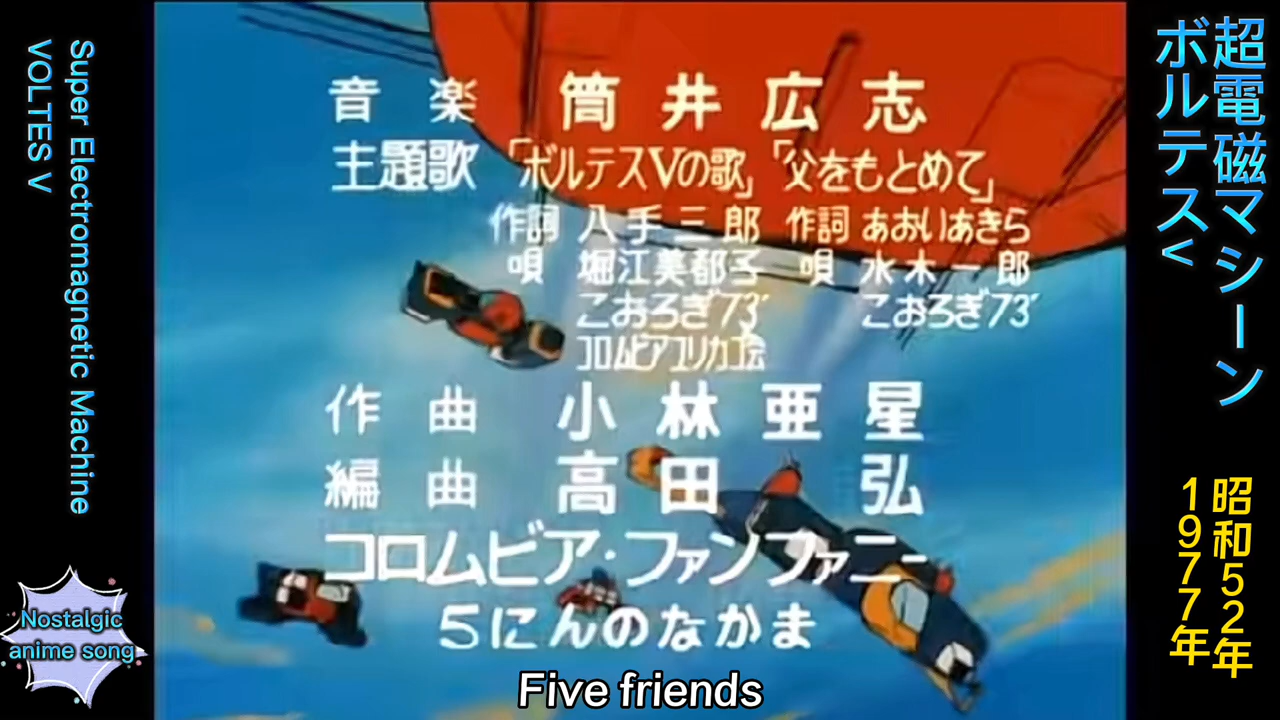 超電磁マシーン
ボルテスV
昭和52年
1977年
Super Electromagnetic Machine
VOLTES V
Nostalgic
anime song
音楽 筒井広志
主題歌「ボルテスVの歌」「父をもとめて」
作詞 八手三郎 作詞 あおいあきら
唄 堀江美都子 唄 水木一郎
こおろぎ'73 こおろぎ'73
コロムビアゆりかご会
作曲 小林亜星
編曲 高田 弘
コロムビア・ファンファニー
5にんのなかま
Five friends